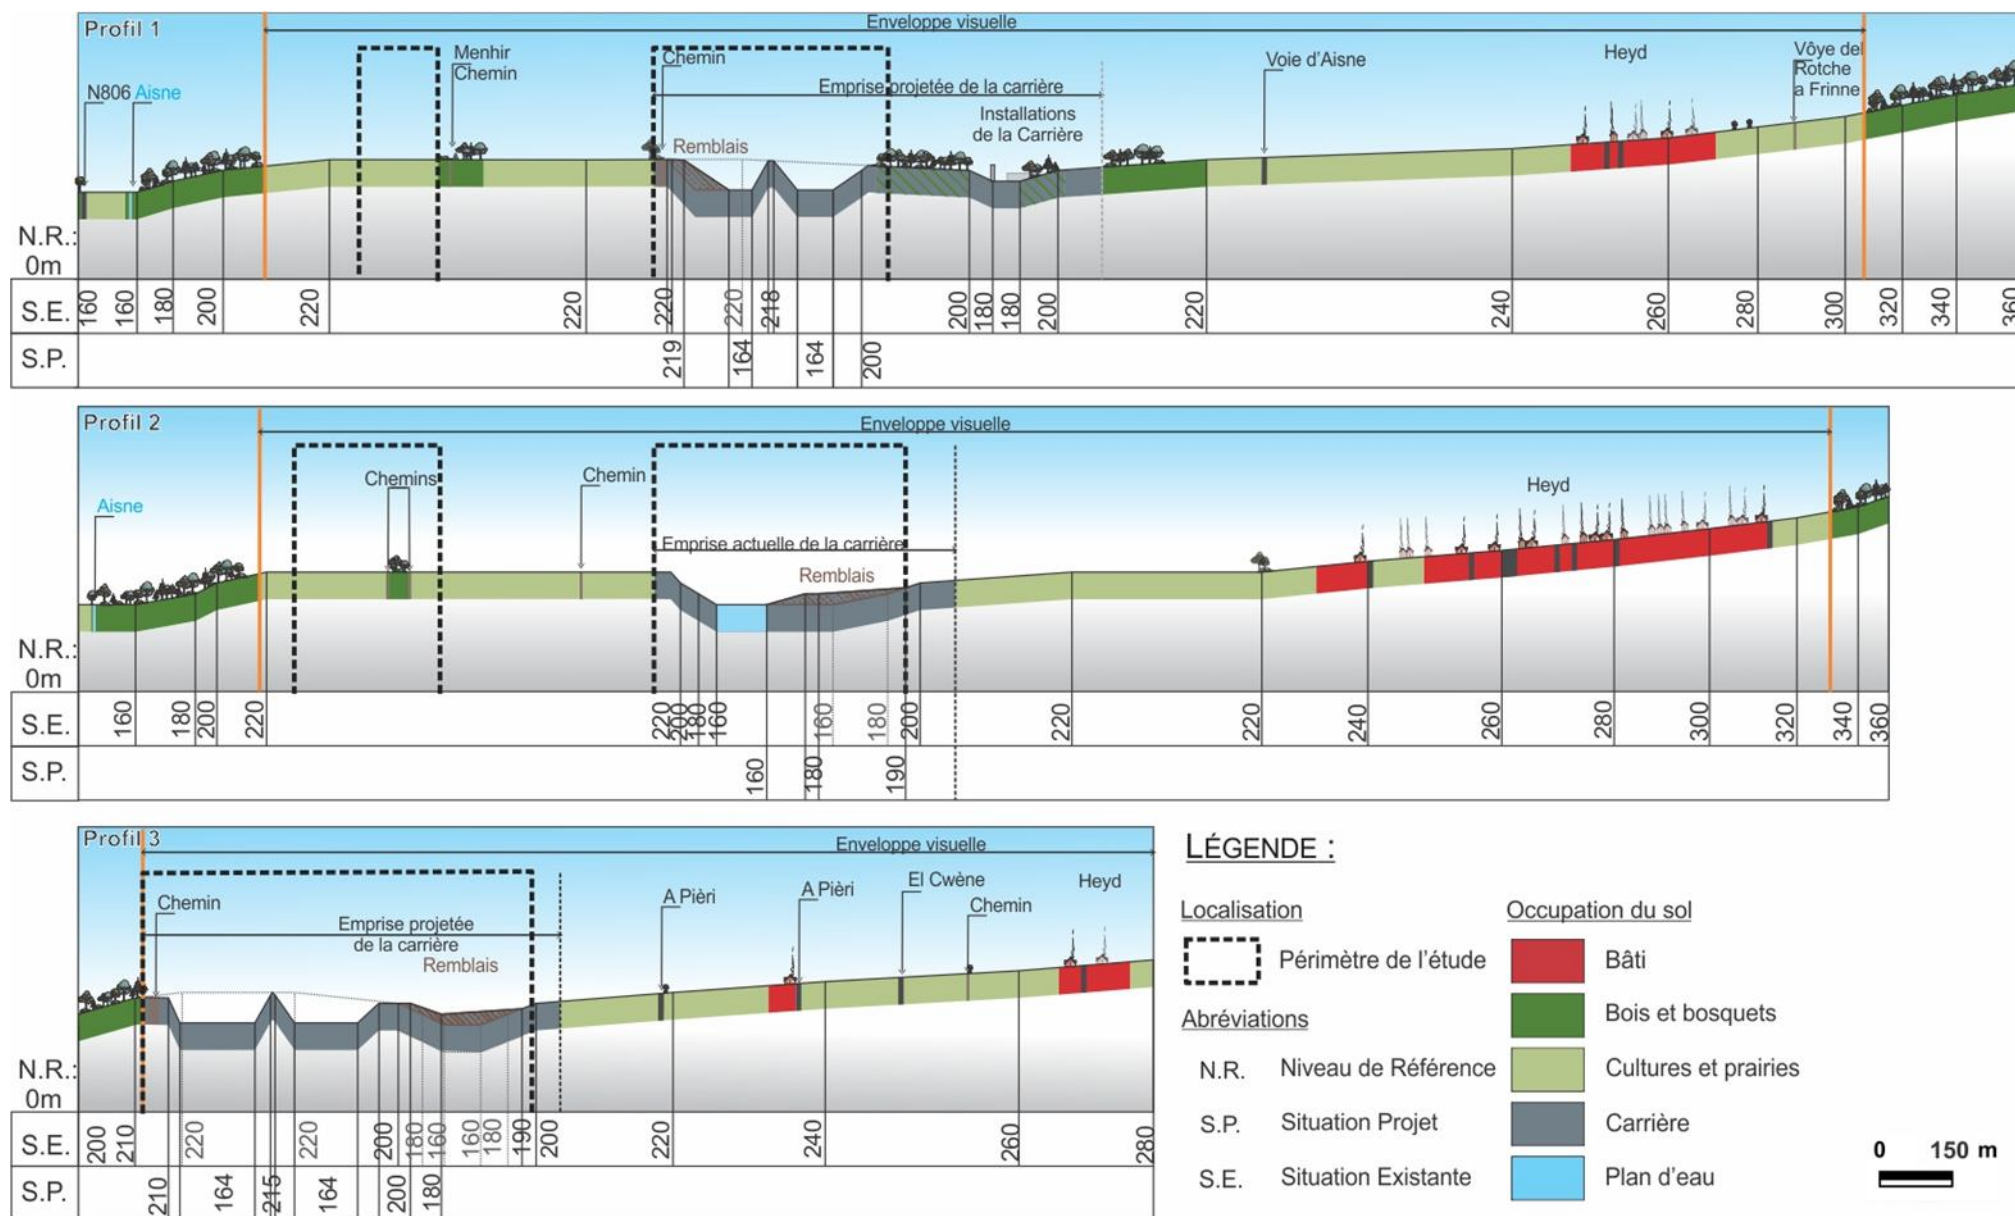 Profil 1
Enveloppe visuelle
Menhir
Chemin
Chemin
Voie d'Aisne
Heyd
Vôye del
Rotche
a Frinne
N806 Aisne
Emprise projetée de la carrière
Installations
de la Carrière
Remblais
N.R.:
0m
S.E. 160 160 180 200 220 220 220 220 218 200 180 180 200 220 240 260 280 300 320 340 360
S.P. 219 164 164 200
Profil 2
Enveloppe visuelle
Aisne
Chemins
Chemin
Heyd
Emprise actuelle de la carrière
Remblais
N.R.:
0m
S.E. 160 180 200 220 220 200 180 160 160 180 200 220 220 240 260 280 300 320 340 360
S.P. 160 180 190
Profil 3
Enveloppe visuelle
Chemin
A Pièri
A Pièri
El Cwène
Chemin
Heyd
Emprise projetée
de la carrière
Remblais
N.R.:
0m
S.E. 200 210 220 220 200 180 160 160 180 190 200 220 240 260 280
S.P. 210 164 215 164 200 180
LÉGENDE :
Localisation
Périmètre de l'étude
Abréviations
N.R. Niveau de Référence
S.P. Situation Projet
S.E. Situation Existante
Occupation du sol
Bâti
Bois et bosquets
Cultures et prairies
Carrière
Plan d'eau
0 150 m